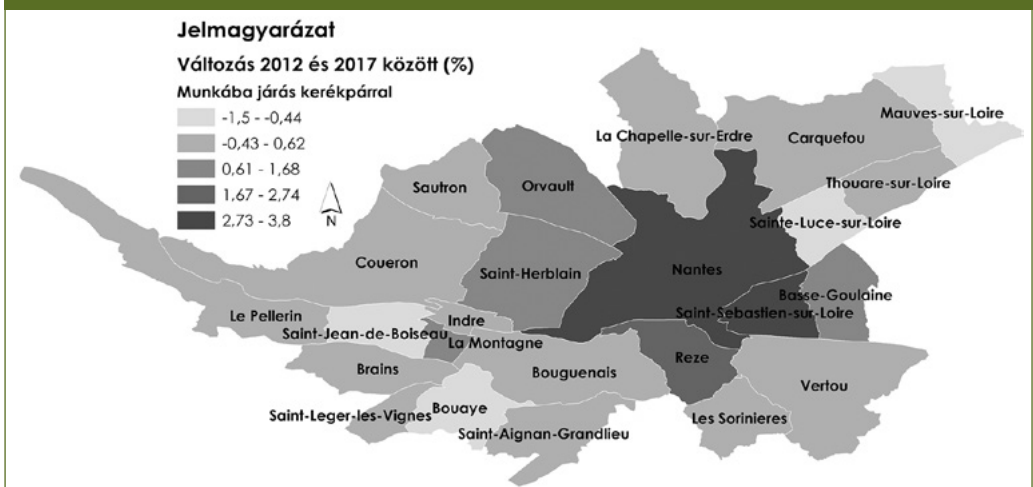 Jelmagyarázat
Változás 2012 és 2017 között (%)
Munkába járás kerékpárral
-1,5 - -0,44
-0,43 - 0,62
0,61 - 1,68
1,67 - 2,74
2,73 - 3,8
N
Mauves-sur-Loire
La Chapelle-sur-Erdre
Carquefou
Thouare-sur-Loire
Sautron
Orvault
Sainte-Luce-sur-Loire
Coueron
Saint-Herblain
Nantes
Basse-Goulaine
Saint-Sebastien-sur-Loire
Le Pellerin
Indre
Saint-Jean-de-Boiseau
La Montagne
Reze
Brains
Bouguenais
Vertou
Bouaye
Saint-Leger-les-Vignes
Les Sorinieres
Saint-Aignan-Grandlieu